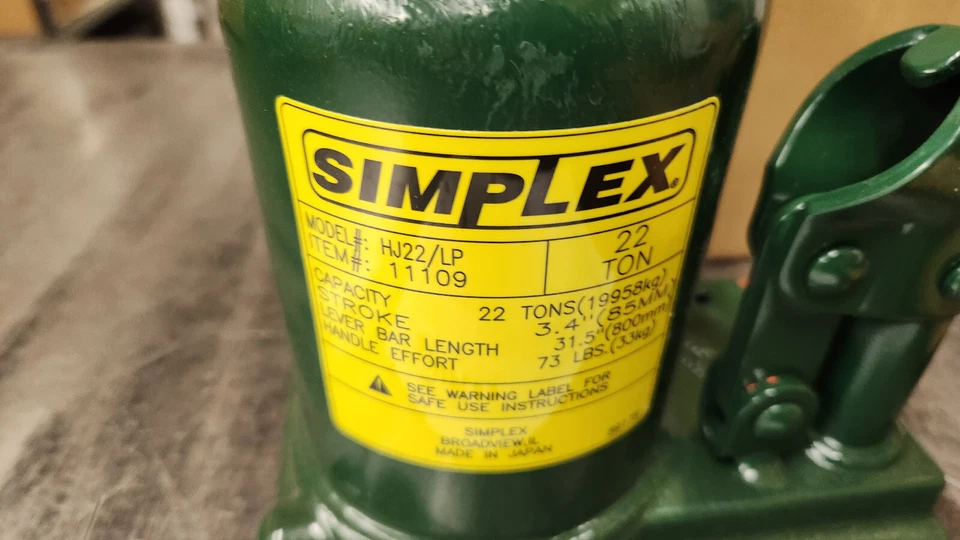 SIMPLEX®
MODEL#: HJ22/LP
ITEM#: 11109
22
TON
CAPACITY 22 TONS(19958kg)
STROKE 3.4"(85MM)
LEVER BAR LENGTH 31.5"(800mm)
HANDLE EFFORT 73 LBS.(33kg)
SEE WARNING LABEL FOR
SAFE USE INSTRUCTIONS
SIMPLEX
BROADVIEW,IL
MADE IN JAPAN